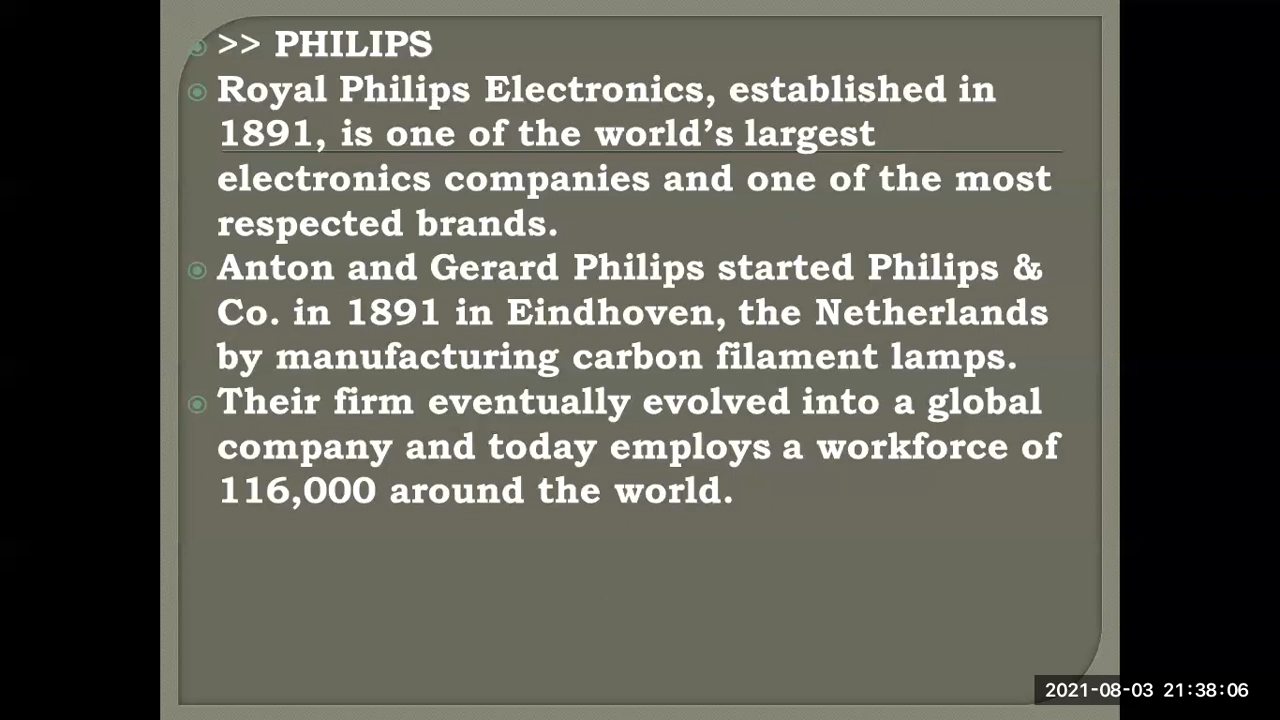 >> PHILIPS
Royal Philips Electronics, established in
1891, is one of the world’s largest
electronics companies and one of the most
respected brands.
Anton and Gerard Philips started Philips &
Co. in 1891 in Eindhoven, the Netherlands
by manufacturing carbon filament lamps.
Their firm eventually evolved into a global
company and today employs a workforce of
116,000 around the world.
2021-08-03 21:38:06